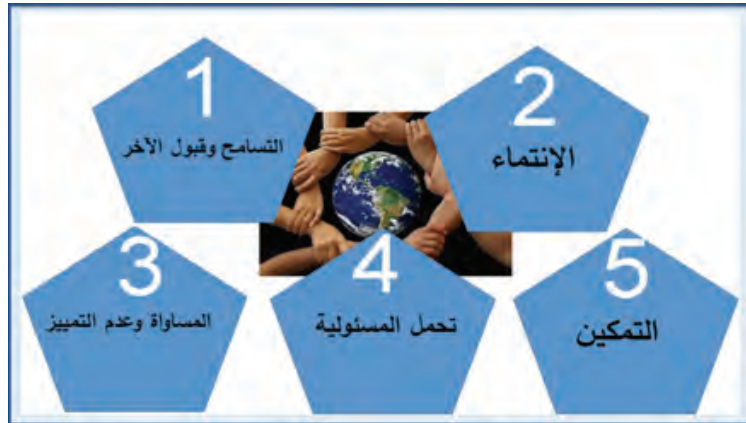 1
التسامح وقبول الآخر
2
الإنتماء
3
المساواة وعدم التمييز
4
تحمل المسئولية
5
التمكين